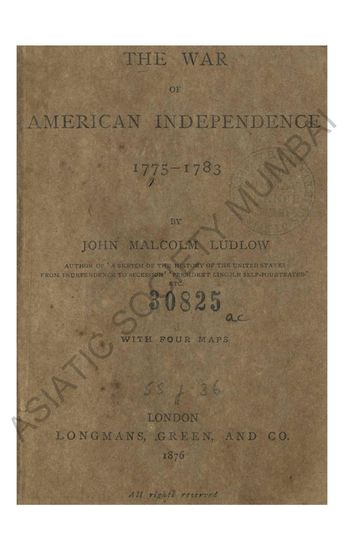 THE WAR
OF
AMERICAN INDEPENDENCE
1775–1783
BY
JOHN MALCOLM LUDLOW
AUTHOR OF 'A SKETCH OF THE HISTORY OF THE UNITED STATES
FROM INDEPENDENCE TO SECESSION' 'PRESIDENT LINCOLN SELF-POURTRAYED'
ETC.
30825
ac
WITH FOUR MAPS
55 f 36
LONDON
LONGMANS, GREEN, AND CO.
1876
All rights reserved
ASIATIC SOCIETY MUMBAI